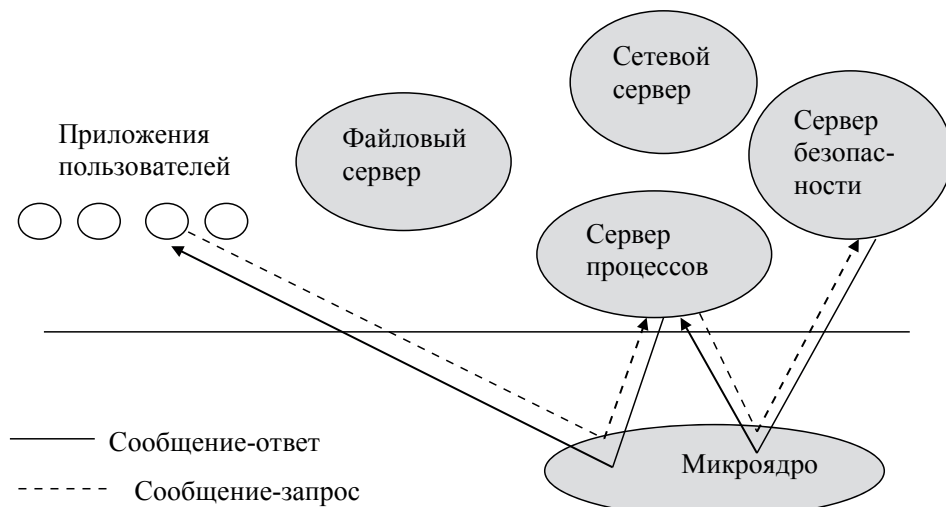 Приложения
пользователей
Файловый
сервер
Сетевой
сервер
Сервер
безопас-
ности
Сервер
процессов
Микроядро
Сообщение-ответ
Сообщение-запрос